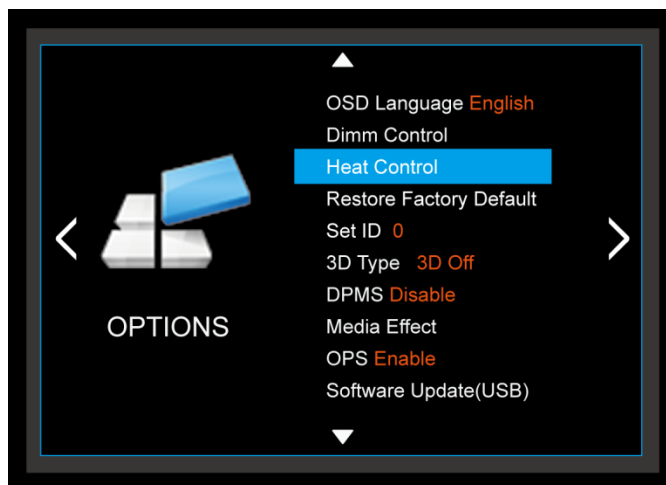 OSD Language English
Dimm Control
Heat Control
Restore Factory Default
Set ID 0
3D Type 3D Off
DPMS Disable
OPTIONS
Media Effect
OPS Enable
Software Update(USB)